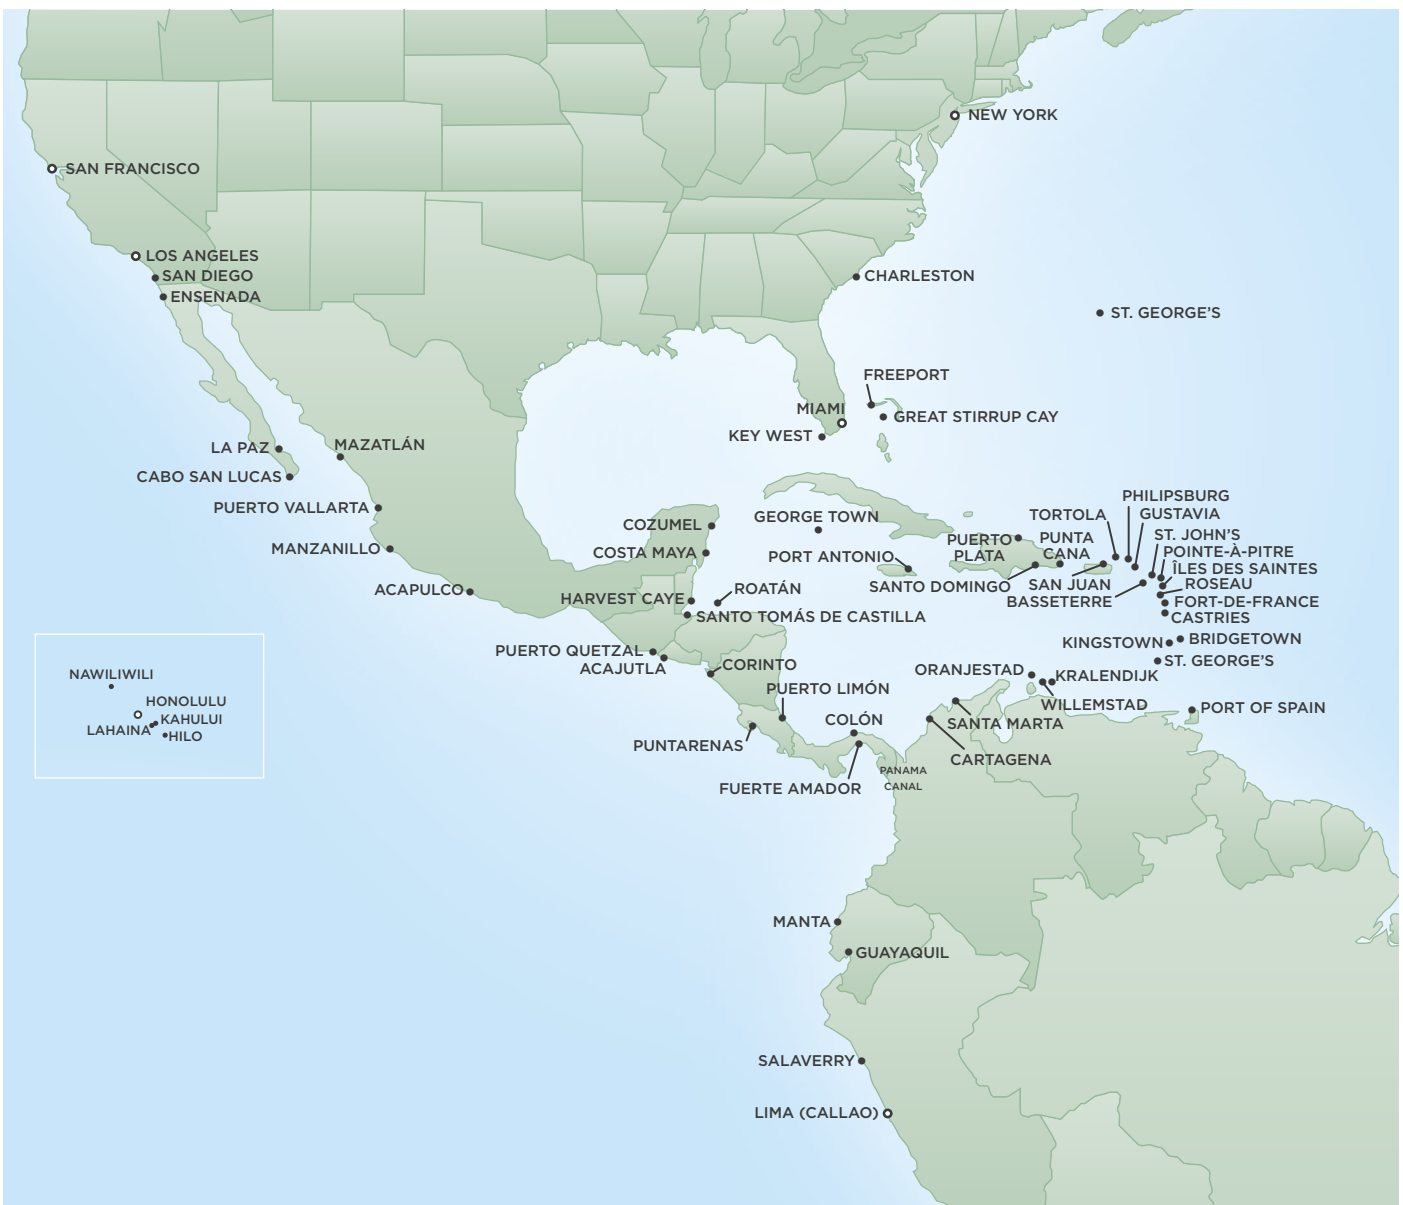 NEW YORK
SAN FRANCISCO
LOS ANGELES
SAN DIEGO
CHARLESTON
ENSENADA
ST. GEORGE'S
FREEPORT
MIAMI
GREAT STIRRUP CAY
KEY WEST
MAZATLÁN
LA PAZ
CABO SAN LUCAS
PHILIPSBURG
PUERTO VALLARTA
TORTOLA
GUSTAVIA
GEORGE TOWN
COZUMEL
ST. JOHN'S
PUERTO
PLATA
PUNTA
CANA
MANZANILLO
COSTA MAYA
POINTE-À-PITRE
PORT ANTONIO
ÎLES DES SAINTES
SAN JUAN
ROSEAU
SANTO DOMINGO
ACAPULCO
ROATÁN
HARVEST CAYE
BASSETERRE
FORT-DE-FRANCE
SANTO TOMÁS DE CASTILLA
CASTRIES
BRIDGETOWN
KINGSTOWN
PUERTO QUETZAL
ACAJUTLA
CORINTO
ST. GEORGE'S
ORANJESTAD
KRALENDIJK
NAWILIWILI
PUERTO LIMÓN
HONOLULU
WILLEMSTAD
PORT OF SPAIN
KAHULUI
COLÓN
SANTA MARTA
LAHAINA
HILO
PUNTARENAS
CARTAGENA
PANAMA
CANAL
FUERTE AMADOR
MANTA
GUAYAQUIL
SALAVERRY
LIMA (CALLAO)